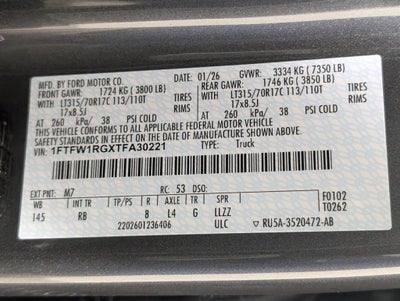 MFD. BY FORD MOTOR CO. 01/26 GVWR: 3334 KG ( 7350 LB)
FRONT GAWR: 1724 KG ( 3800 LB) REAR GAWR: 1746 KG ( 3850 LB)
LT315/70R17C 113/110T TIRES LT315/70R17C 113/110T TIRES
17x8.5J RIMS 17x8.5J RIMS
AT 260 kPa/ 38 PSI COLD AT 260 kPa/ 38 PSI COLD
THIS VEHICLE CONFORMS TO ALL APPLICABLE
FEDERAL MOTOR VEHICLE SAFETY STANDARDS IN
EFFECT ON THE DATE OF MANUFACTURE SHOWN ABOVE.
VIN: 1FTFW1RGXTFA30221 TYPE: Truck
EXT PNT: M7 RC: 53 DSO: F0102
WB INT TR TP/PS R AXLE TR SPR T0262
145 RB 8 L4 G LLZZ
2202601236406 ULC RU5A-3520472-AB